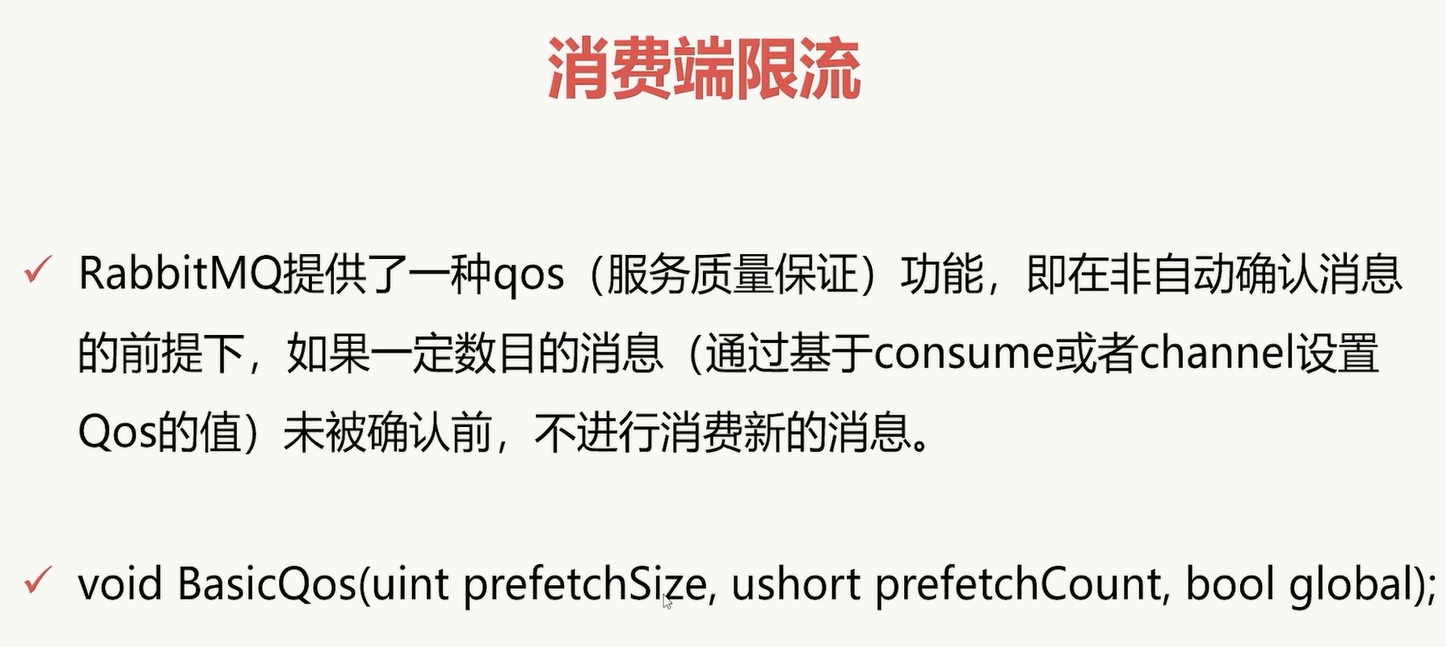 消费端限流
RabbitMQ提供了一种qos（服务质量保证）功能，即在非自动确认消息
的前提下，如果一定数目的消息（通过基于consume或者channel设置
Qos的值）未被确认前，不进行消费新的消息。
void BasicQos(uint prefetchSize, ushort prefetchCount, bool global);